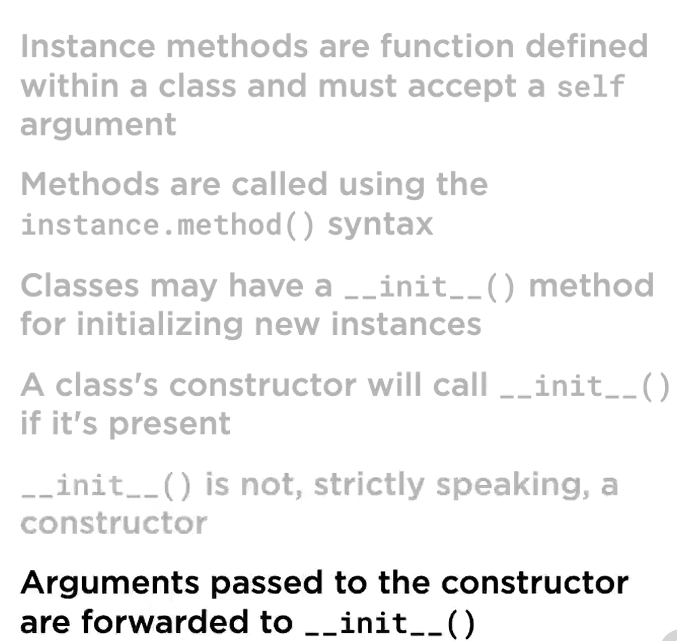 Instance methods are function defined
within a class and must accept a self
argument
Methods are called using the
instance.method() syntax
Classes may have a __init__() method
for initializing new instances
A class's constructor will call __init__()
if it's present
__init__() is not, strictly speaking, a
constructor
Arguments passed to the constructor
are forwarded to __init__()